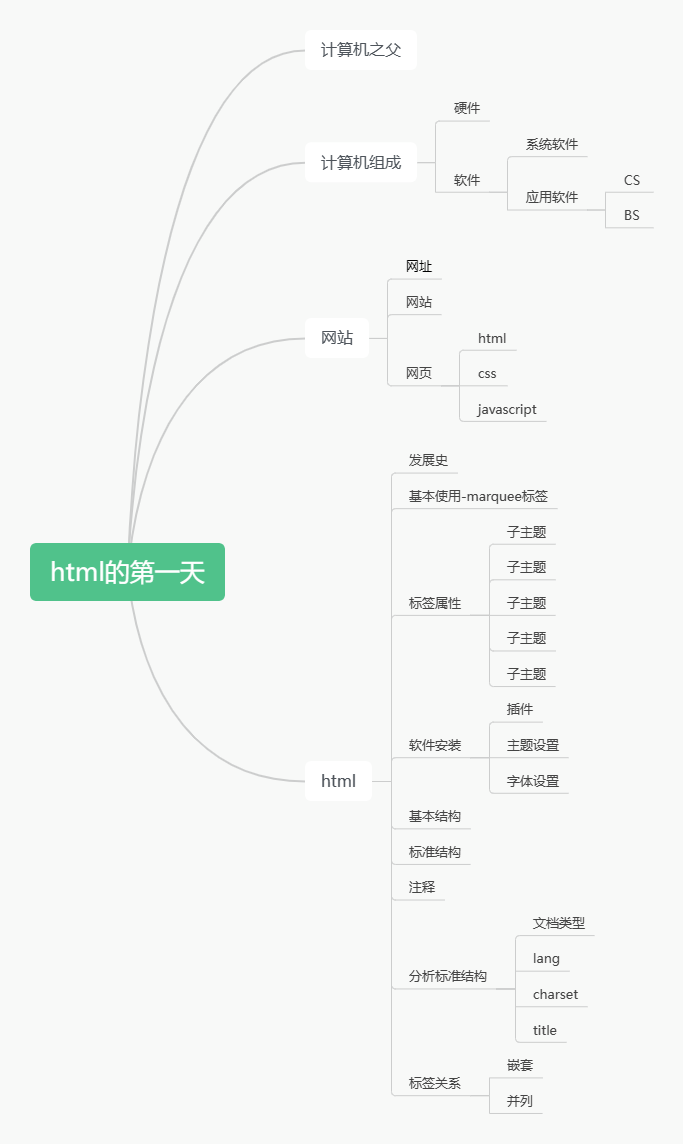 计算机之父
硬件
系统软件
计算机组成
软件
CS
应用软件
BS
网址
网站
html
网站
网页
css
javascript
发展史
基本使用-marquee标签
子主题
子主题
html的第一天
标签属性
子主题
子主题
子主题
插件
软件安装
主题设置
html
字体设置
基本结构
标准结构
注释
文档类型
lang
分析标准结构
charset
title
嵌套
标签关系
并列